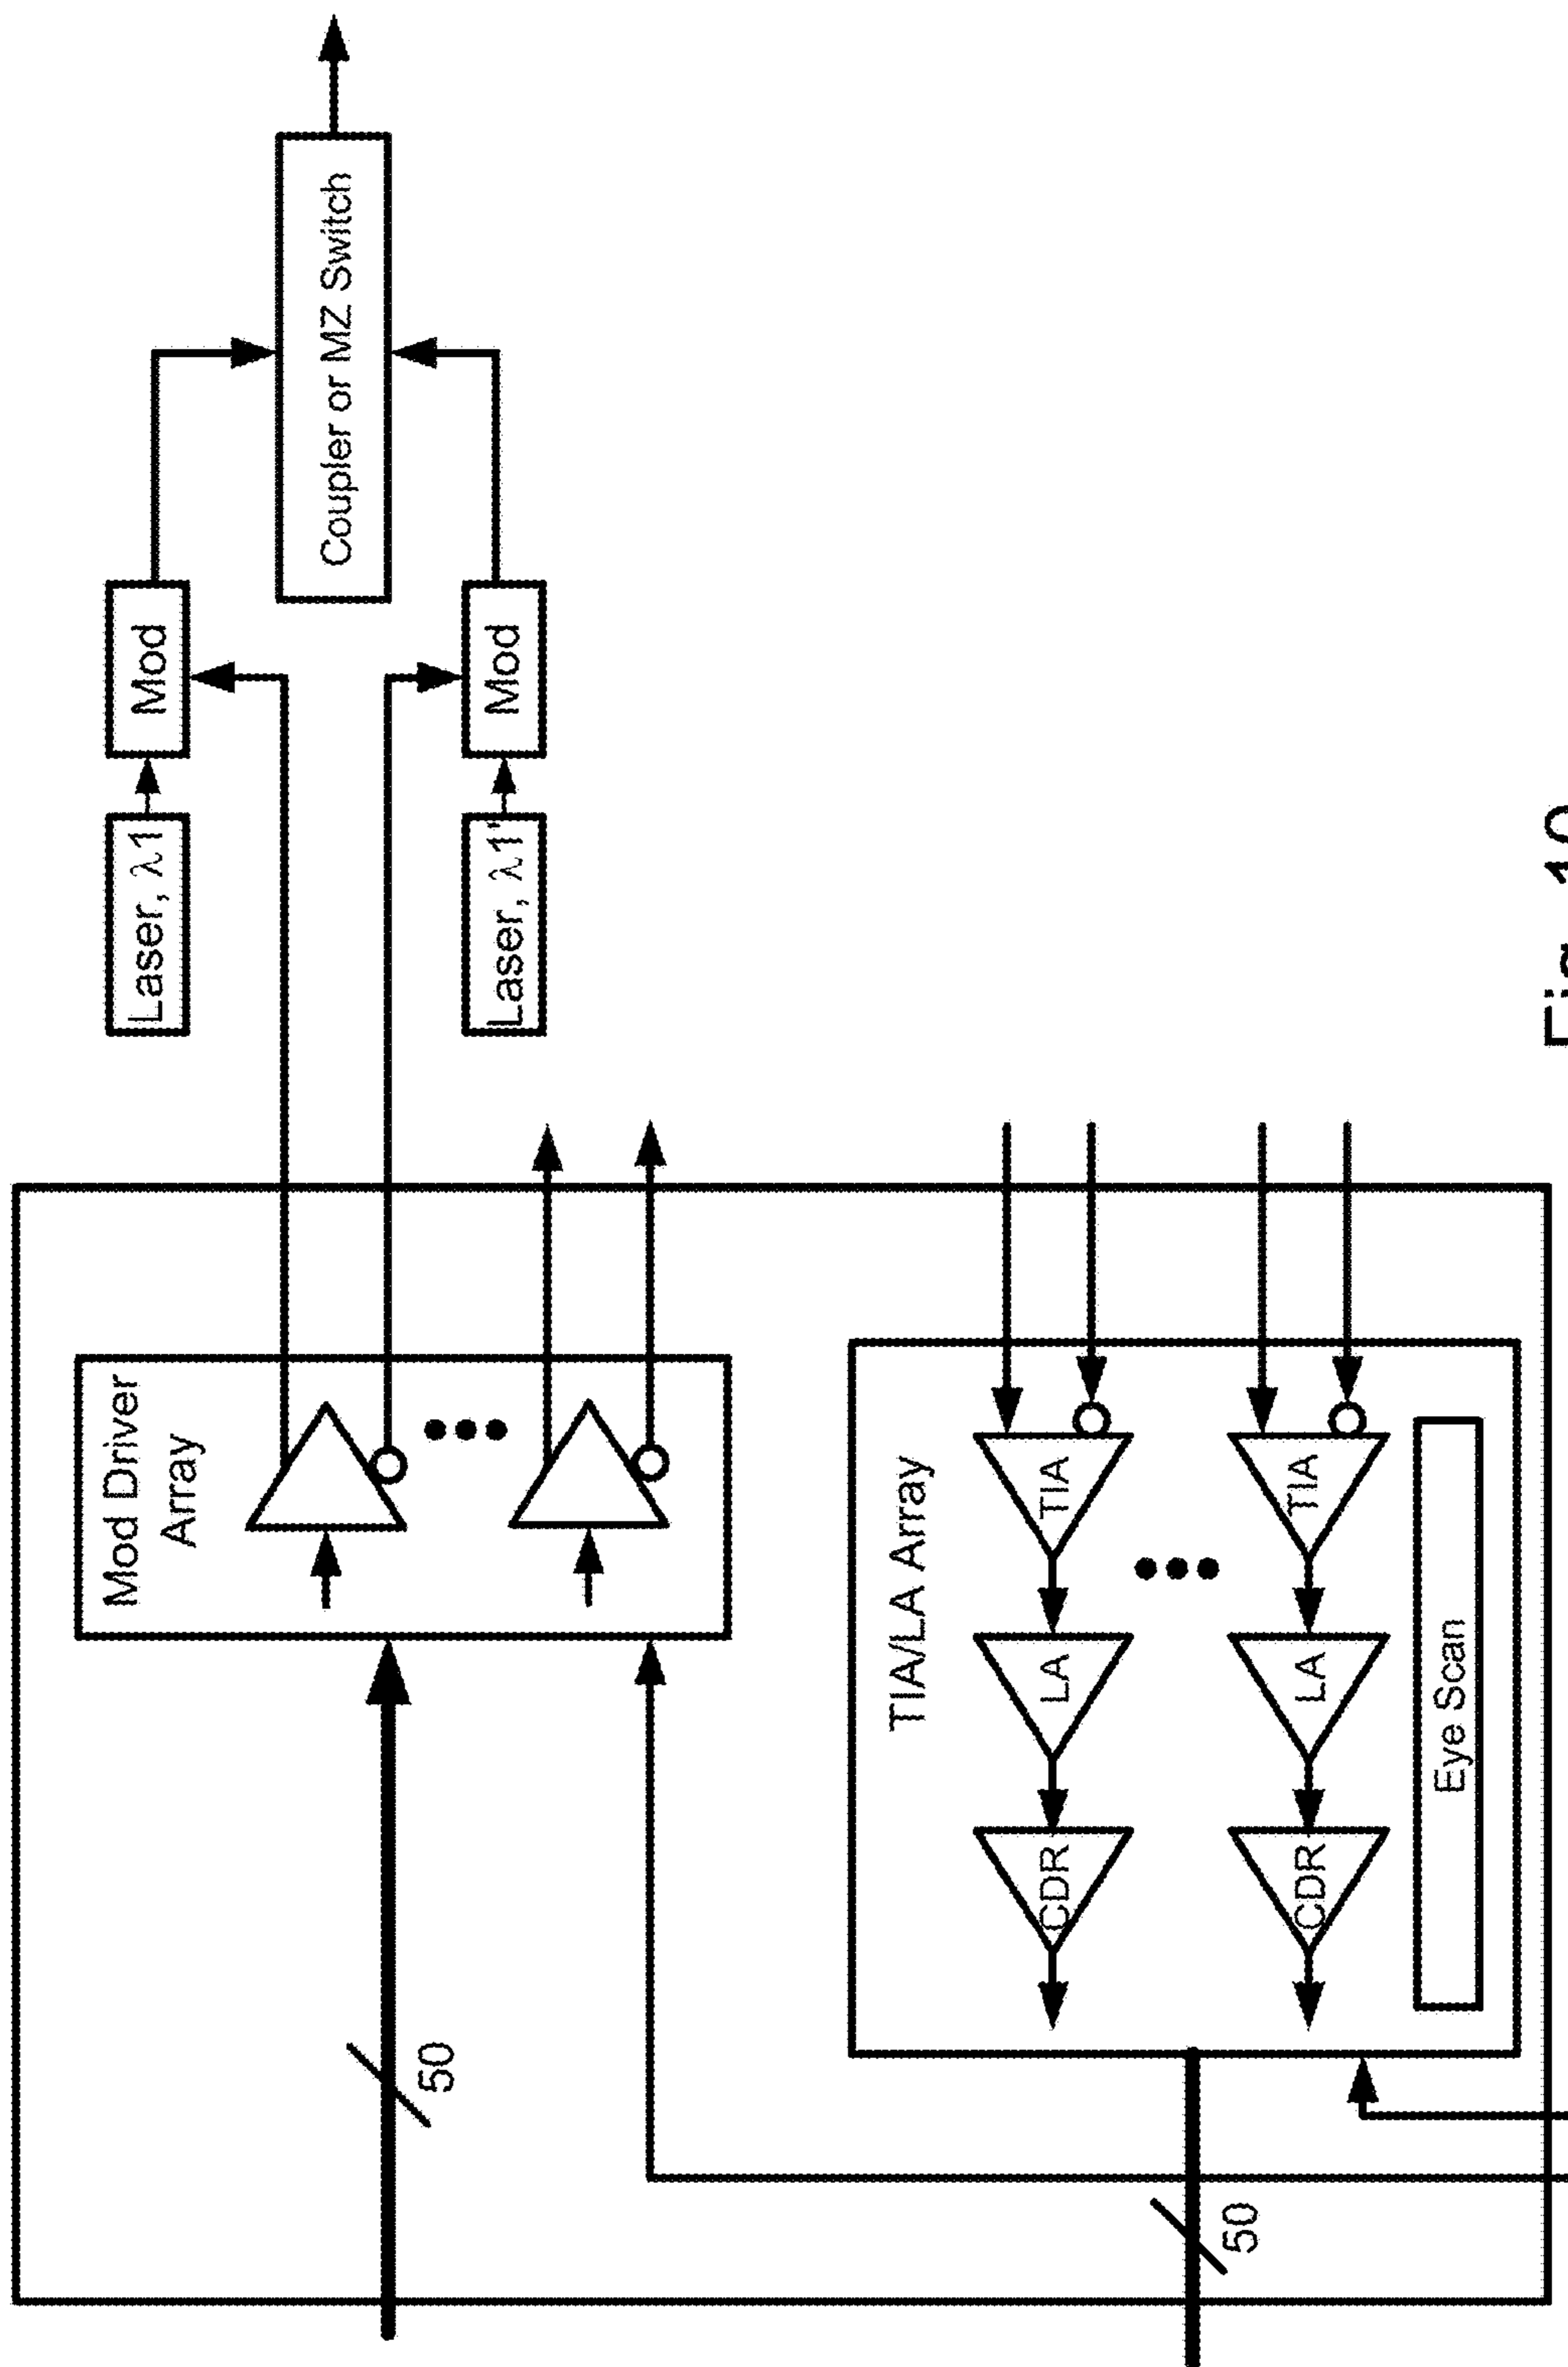 Mod Driver
Array
50
Laser, λ1
Mod
Laser, λ1'
Mod
Coupler or MZ Switch
TIA/LA Array
CDR
LA
TIA
CDR
LA
TIA
Eye Scan
50